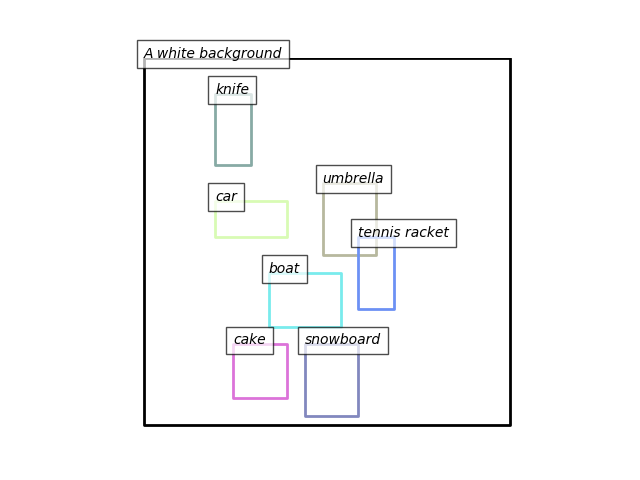 A white background
knife
umbrella
car
tennis racket
boat
cake
snowboard